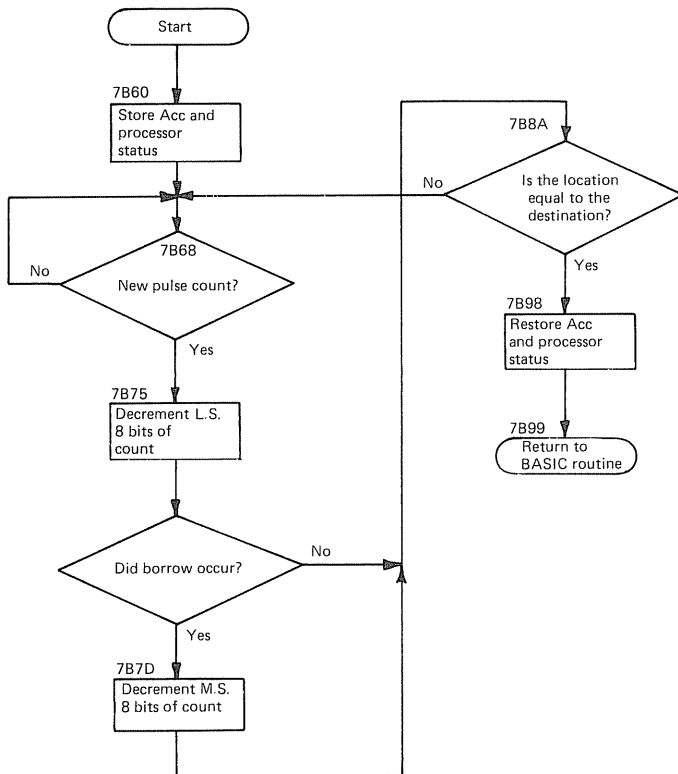 Start
7B60
Store Acc and
processor
status
7B68
New pulse count?
No
Yes
7B75
Decrement L.S.
8 bits of
count
Did borrow occur?
No
Yes
7B7D
Decrement M.S.
8 bits of count
7B8A
Is the location
equal to the
destination?
No
Yes
7B98
Restore Acc
and processor
status
7B99
Return to
BASIC routine